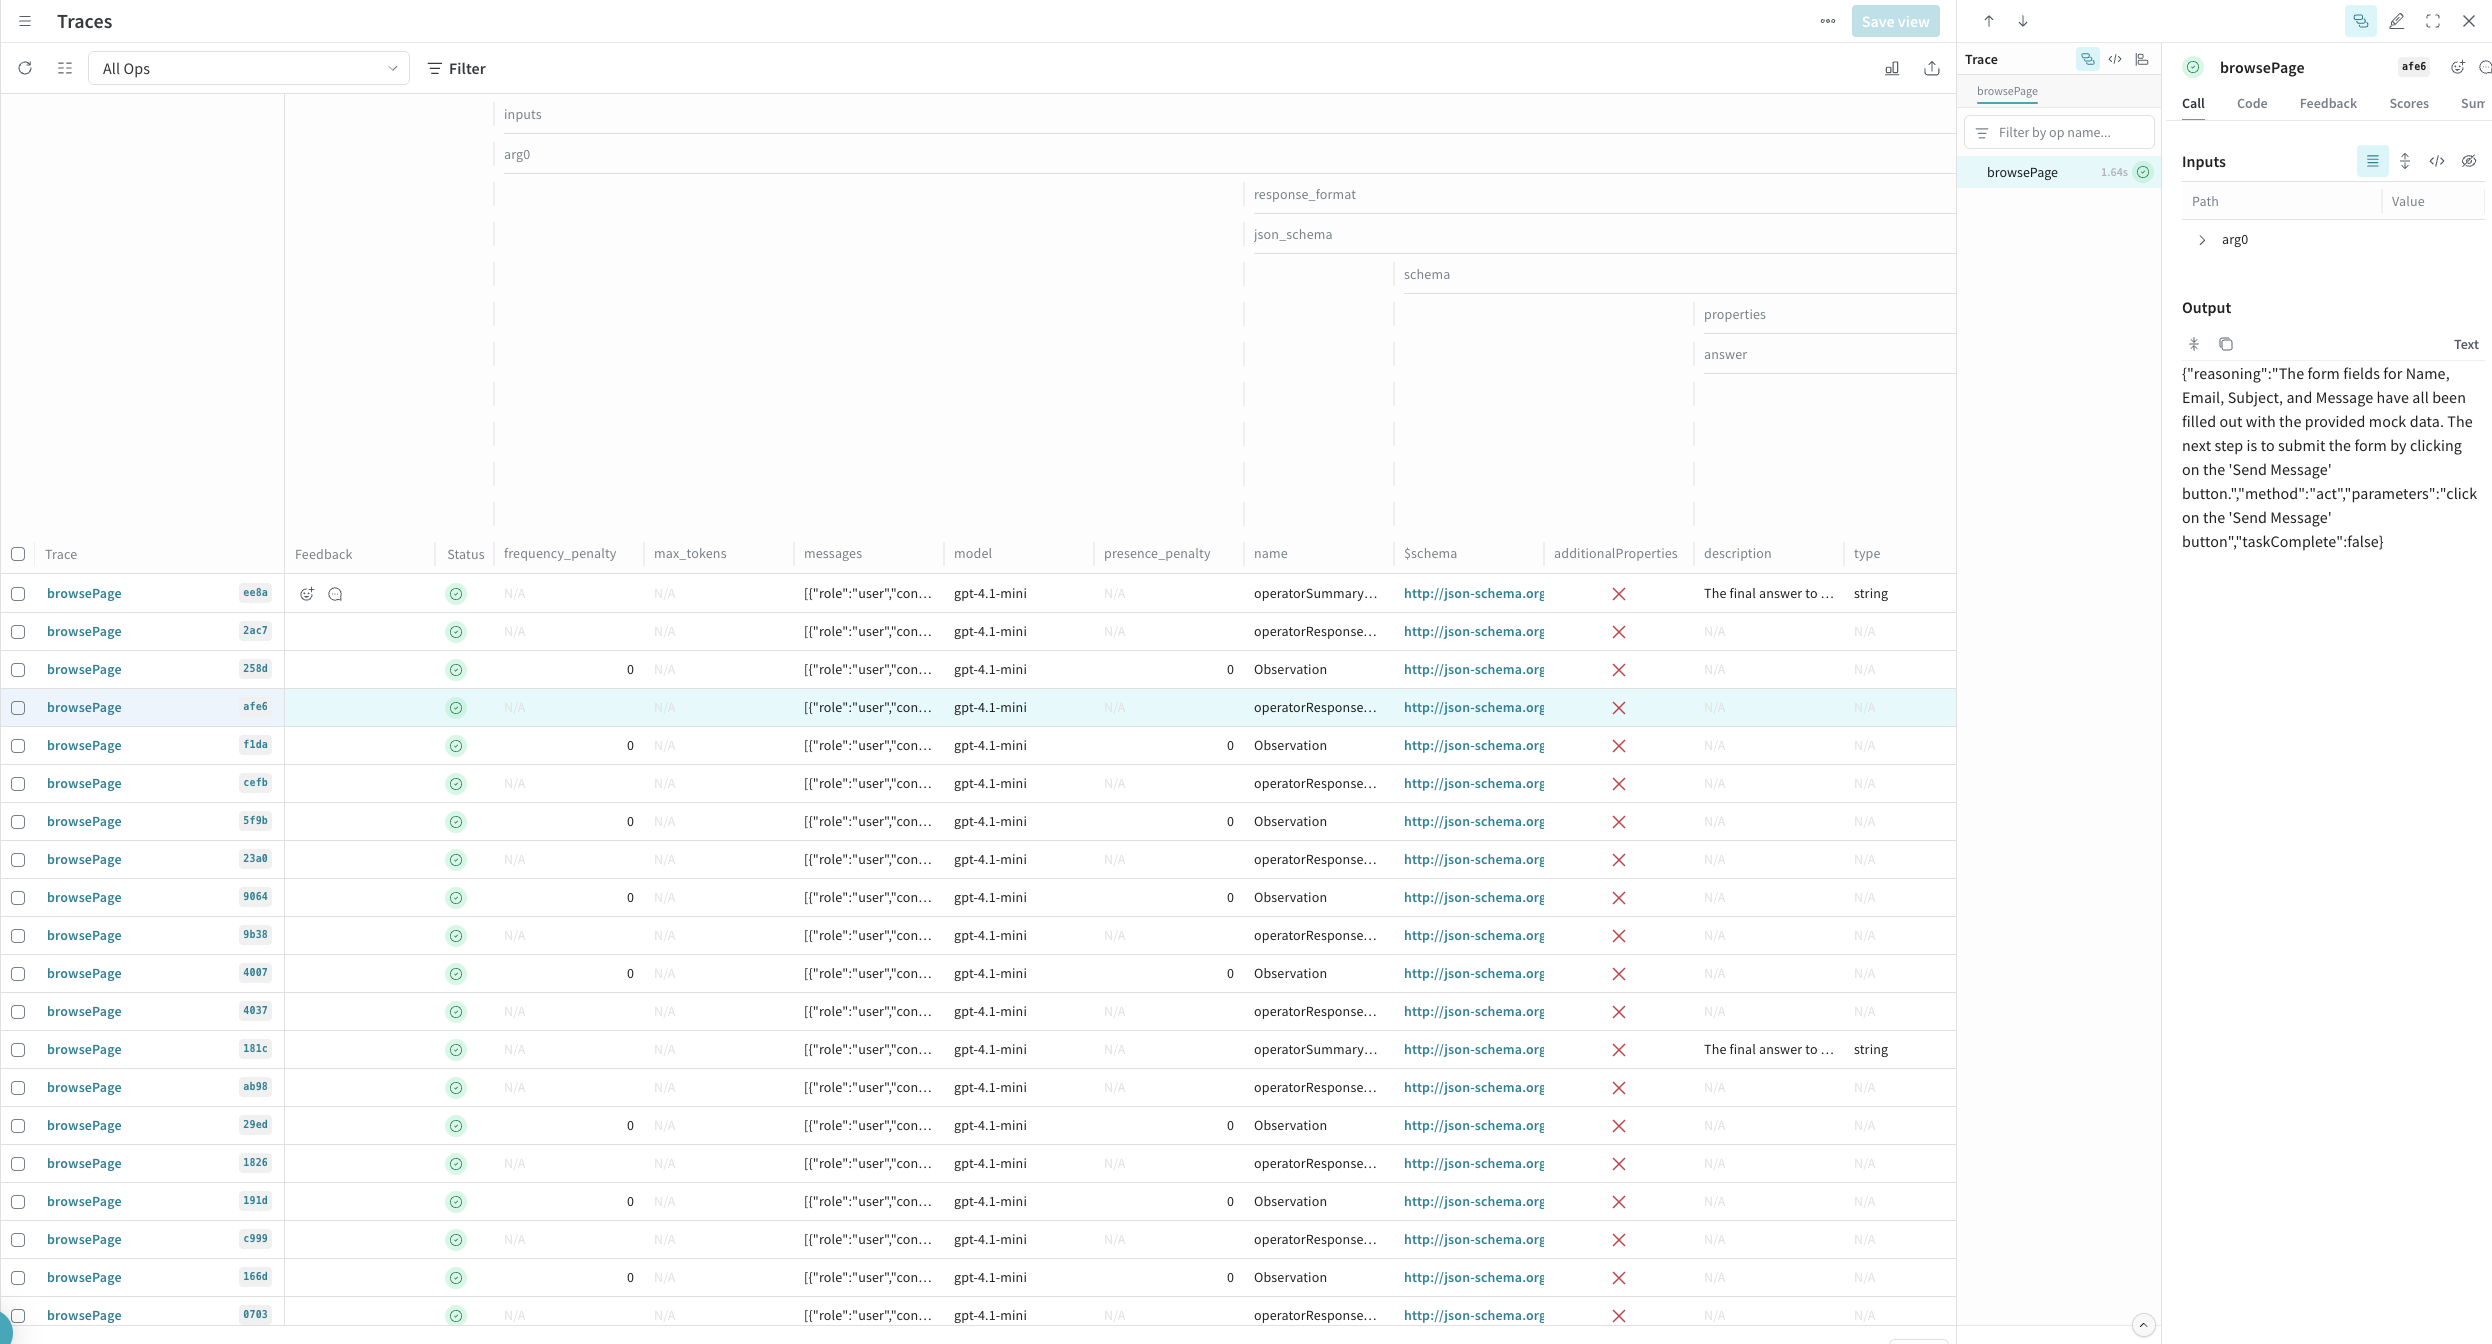 Traces
Save view
All Ops
Filter
inputs
arg0
response_format
json_schema
schema
properties
answer
Trace Feedback Status frequency_penalty max_tokens messages model presence_penalty name $schema additionalProperties description type
browsePage ee8a N/A N/A [{"role":"user","con... gpt-4.1-mini N/A operatorSummary... http://json-schema.org The final answer to ... string
browsePage 2ac7 N/A N/A [{"role":"user","con... gpt-4.1-mini N/A operatorResponse... http://json-schema.org N/A N/A
browsePage 258d 0 N/A [{"role":"user","con... gpt-4.1-mini 0 Observation http://json-schema.org N/A N/A
browsePage afe6 N/A N/A [{"role":"user","con... gpt-4.1-mini N/A operatorResponse... http://json-schema.org N/A N/A
browsePage f1da 0 N/A [{"role":"user","con... gpt-4.1-mini 0 Observation http://json-schema.org N/A N/A
browsePage cefb N/A N/A [{"role":"user","con... gpt-4.1-mini N/A operatorResponse... http://json-schema.org N/A N/A
browsePage 5f9b 0 N/A [{"role":"user","con... gpt-4.1-mini 0 Observation http://json-schema.org N/A N/A
browsePage 23a0 N/A N/A [{"role":"user","con... gpt-4.1-mini N/A operatorResponse... http://json-schema.org N/A N/A
browsePage 9064 0 N/A [{"role":"user","con... gpt-4.1-mini 0 Observation http://json-schema.org N/A N/A
browsePage 9b38 N/A N/A [{"role":"user","con... gpt-4.1-mini N/A operatorResponse... http://json-schema.org N/A N/A
browsePage 4007 0 N/A [{"role":"user","con... gpt-4.1-mini 0 Observation http://json-schema.org N/A N/A
browsePage 4037 N/A N/A [{"role":"user","con... gpt-4.1-mini N/A operatorResponse... http://json-schema.org N/A N/A
browsePage 181c N/A N/A [{"role":"user","con... gpt-4.1-mini N/A operatorSummary... http://json-schema.org The final answer to ... string
browsePage ab98 N/A N/A [{"role":"user","con... gpt-4.1-mini N/A operatorResponse... http://json-schema.org N/A N/A
browsePage 29ed 0 N/A [{"role":"user","con... gpt-4.1-mini 0 Observation http://json-schema.org N/A N/A
browsePage 1826 N/A N/A [{"role":"user","con... gpt-4.1-mini N/A operatorResponse... http://json-schema.org N/A N/A
browsePage 191d 0 N/A [{"role":"user","con... gpt-4.1-mini 0 Observation http://json-schema.org N/A N/A
browsePage c999 N/A N/A [{"role":"user","con... gpt-4.1-mini N/A operatorResponse... http://json-schema.org N/A N/A
browsePage 166d 0 N/A [{"role":"user","con... gpt-4.1-mini 0 Observation http://json-schema.org N/A N/A
browsePage 0703 N/A N/A [{"role":"user","con... gpt-4.1-mini N/A operatorResponse... http://json-schema.org N/A N/A
Trace
browsePage
Filter by op name...
browsePage 1.64s
browsePage afe6
Call Code Feedback Scores Sum
Inputs
Path Value
arg0
Output
Text
{"reasoning":"The form fields for Name,
Email, Subject, and Message have all been
filled out with the provided mock data. The
next step is to submit the form by clicking
on the 'Send Message'
button.","method":"act","parameters":"click
on the 'Send Message'
button","taskComplete":false}